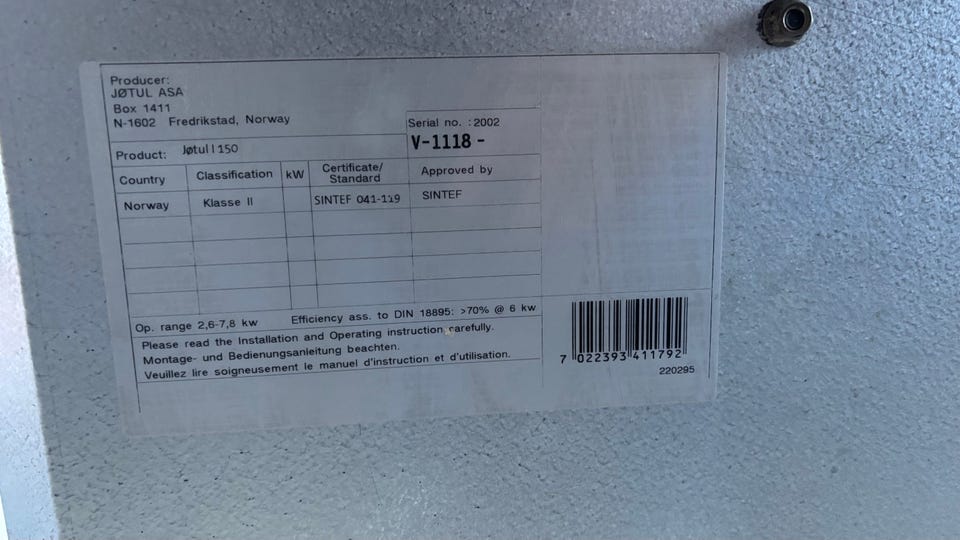 Producer:
JØTUL ASA
Box 1411
N-1602 Fredrikstad, Norway
Serial no. : 2002
V-1118 -
Product: Jøtul I 150
Country Classification kW Certificate/ Standard Approved by
Norway Klasse II SINTEF 041-119 SINTEF
Op. range 2,6-7,8 kw Efficiency ass. to DIN 18895: >70% @ 6 kw
Please read the Installation and Operating instruction carefully.
Montage- und Bedienungsanleitung beachten.
Veuillez lire soigneusement le manuel d'instruction et d'utilisation.
7 022393 411792
220295